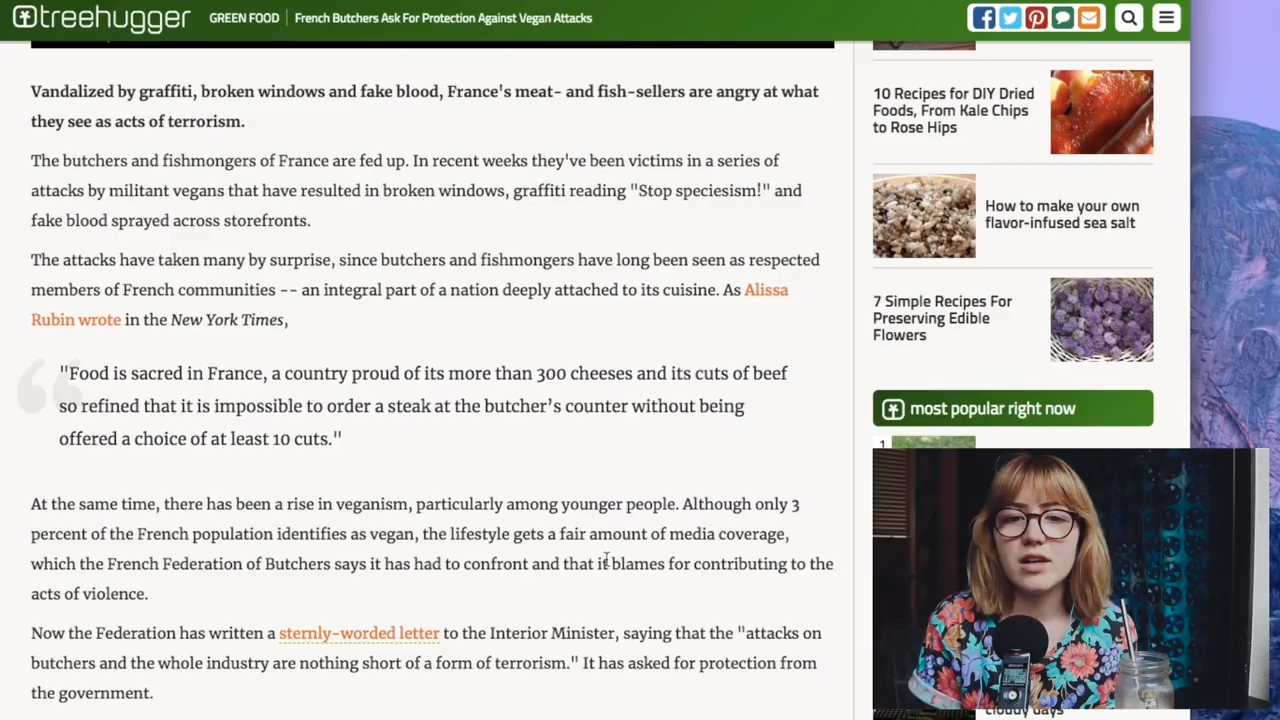 treehugger
GREEN FOOD
French Butchers Ask For Protection Against Vegan Attacks
Vandalized by graffiti, broken windows and fake blood, France's meat- and fish-sellers are angry at what
they see as acts of terrorism.
The butchers and fishmongers of France are fed up. In recent weeks they've been victims in a series of
attacks by militant vegans that have resulted in broken windows, graffiti reading "Stop speciesism!" and
fake blood sprayed across storefronts.
The attacks have taken many by surprise, since butchers and fishmongers have long been seen as respected
members of French communities -- an integral part of a nation deeply attached to its cuisine. As Alissa
Rubin wrote in the New York Times,
"Food is sacred in France, a country proud of its more than 300 cheeses and its cuts of beef
so refined that it is impossible to order a steak at the butcher’s counter without being
offered a choice of at least 10 cuts."
At the same time, there has been a rise in veganism, particularly among younger people. Although only 3
percent of the French population identifies as vegan, the lifestyle gets a fair amount of media coverage,
which the French Federation of Butchers says it has had to confront and that it blames for contributing to the
acts of violence.
Now the Federation has written a sternly-worded letter to the Interior Minister, saying that the "attacks on
butchers and the whole industry are nothing short of a form of terrorism." It has asked for protection from
the government.
10 Recipes for DIY Dried
Foods, From Kale Chips
to Rose Hips
How to make your own
flavor-infused sea salt
7 Simple Recipes For
Preserving Edible
Flowers
most popular right now
1
cloudy days